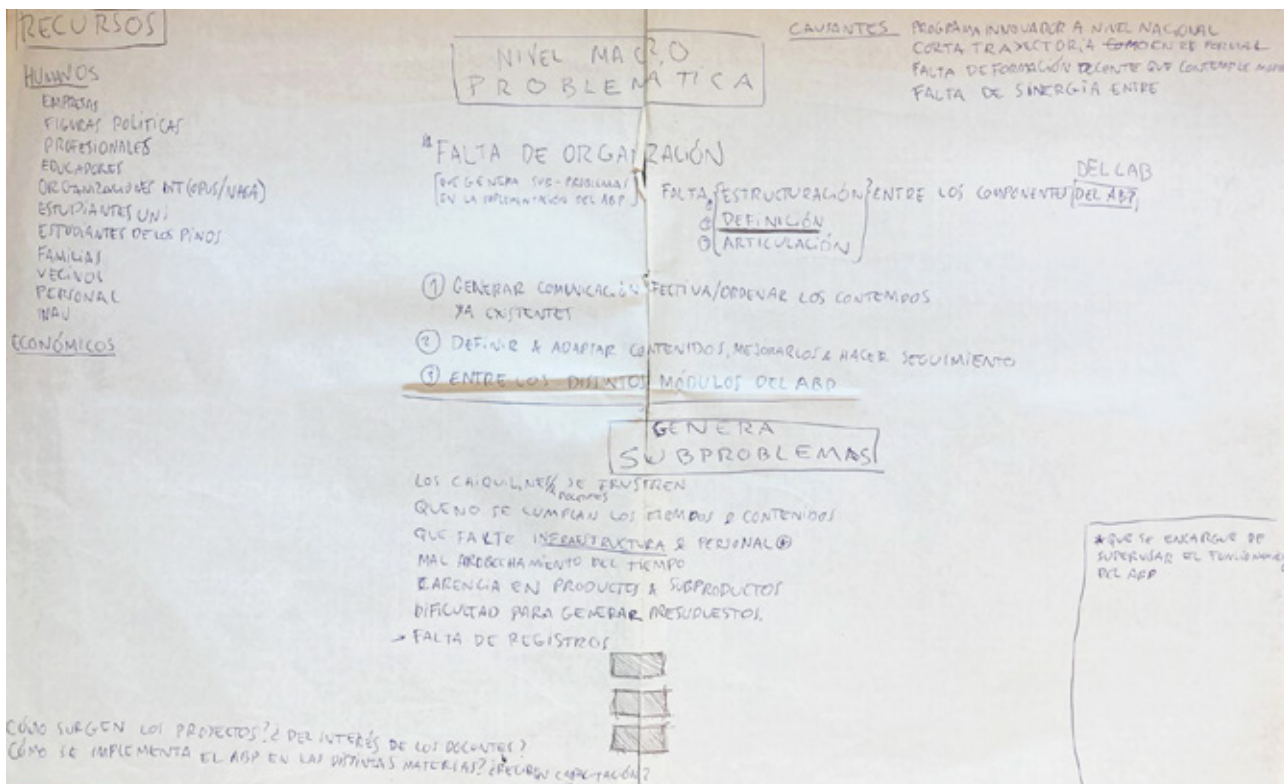 RECURSOS
HUMANOS
EMPRESAS
FIGURAS POLÍTICAS
PROFESIONALES
EDUCADORES
ORGANIZACIONES INT (OPUS/
ESTUDIANTES UNI
ESTUDIANTES DE LOS PINOS
FAMILIAS
VECINOS
PERSONAL
ECONÓMICOS
NIVEL MACRO
PROBLEMATICA
CAUSANTES PROGRAMA INNOVADOR A NIVEL NACIONAL
CORTA TRAYECTORIA
FALTA DE FORMACIÓN DOCENTE QUE CONTEMPLE
FALTA DE SINERGIA ENTRE
FALTA DE ORGANIZACIÓN
QUE GENERA SUB-PROBLEMAS
EN LA IMPLEMENTACIÓN DEL ABP
DEL LAB
FALTA ESTRUCTURACIÓN ENTRE LOS COMPONENTES DEL ABP
② DEFINICIÓN
③ ARTICULACIÓN
① GENERAR COMUNICACIÓN EFECTIVA/ORDENAR LOS CONTENIDOS
YA EXISTENTES
② DEFINIR & ADAPTAR CONTENIDOS, MEJORARLOS & HACER SEGUIMIENTO
③ ENTRE LOS DISTINTOS MÓDULOS DEL ABP
GENERA
SUBPROBLEMAS
LOS CHIQUILINES/DOCENTES SE FRUSTREN
QUE NO SE CUMPLAN LOS TIEMPOS & CONTENIDOS
QUE FALTE INFRAESTRUCTURA & PERSONAL
MAL APROBECHAMIENTO DEL TIEMPO
CARENCIA EN PRODUCTOS & SUBPRODUCTOS
DIFICULTAD PARA GENERAR PRESUPUESTOS.
→ FALTA DE REGISTROS
* QUE SE ENCARGUE DE
SUPERVISAR EL
DEL ABP
CÓMO SURGEN LOS PROYECTOS? ¿DEL INTERÉS DE LOS DOCENTES?
CÓMO SE IMPLEMENTA EL ABP EN LAS DISTINTAS MATERIAS? ¿RECIBEN CAPACITACIÓN?